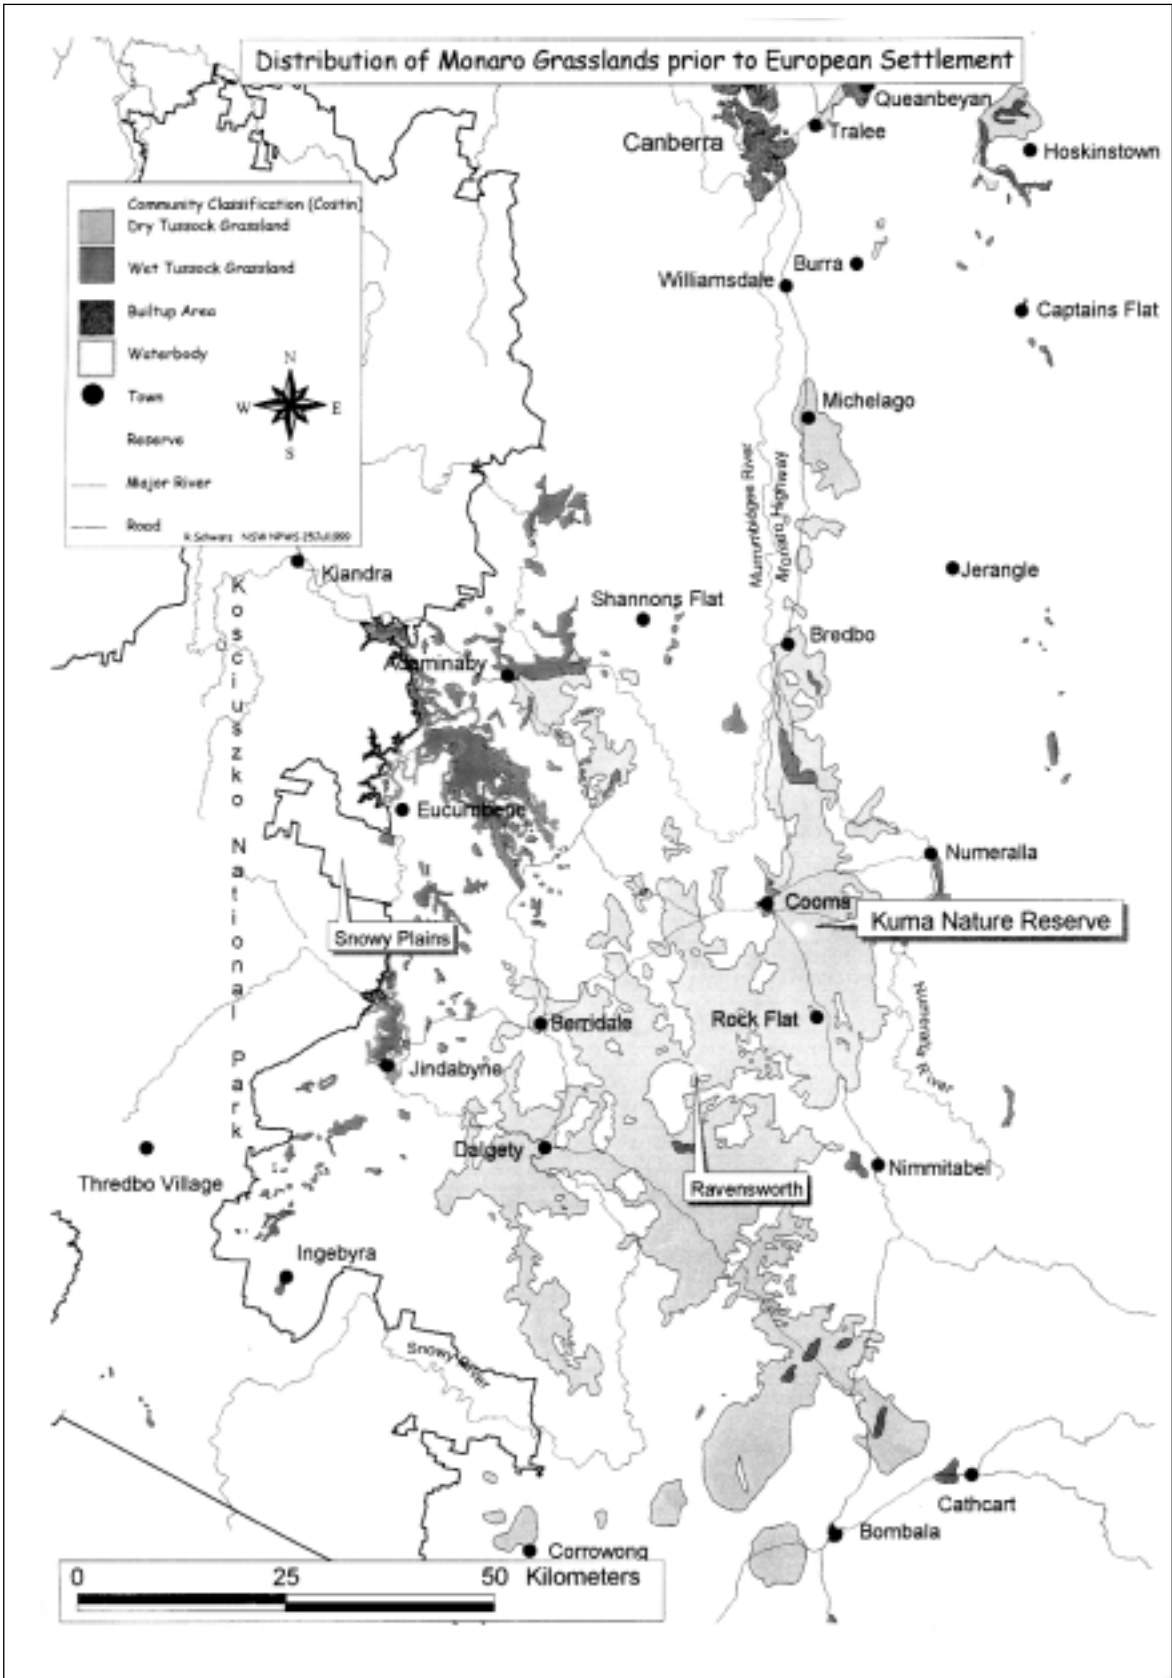 Distribution of Monaro Grasslands prior to European Settlement
Queanbeyan
Tralee
Canberra
Hoskinstown
Community Classification (Costin)
Dry Tussock Grassland
Wet Tussock Grassland
Builtup Area
Waterbody
Town
Reserve
Major River
Road
N
W E
S
R.Schwarz NSW NPWS 25Jul1999
Burra
Williamsdale
Captains Flat
Michelago
Murrumbidgee River
Monaro Highway
Kiandra
Jerangle
Shannons Flat
Bredbo
Adaminaby
Kosciuszko National Park
Eucumbene
Numeralla
Cooma
Kuma Nature Reserve
Snowy Plains
Numeralla River
Berridale
Rock Flat
Jindabyne
Dalgety
Nimmitabel
Thredbo Village
Ravensworth
Ingebyra
Snowy River
Cathcart
Bombala
Corrowong
0 25 50 Kilometers